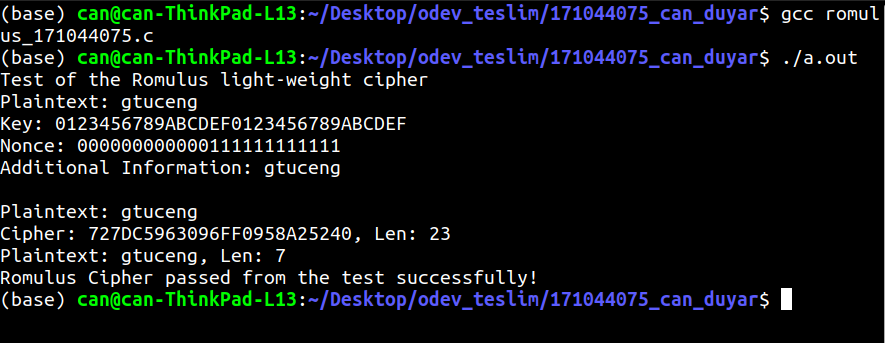 (base) can@can-ThinkPad-L13:~/Desktop/odev_teslim/171044075_can_duyar$ gcc romul
us_171044075.c
(base) can@can-ThinkPad-L13:~/Desktop/odev_teslim/171044075_can_duyar$ ./a.out
Test of the Romulus light-weight cipher
Plaintext: gtuceng
Key: 0123456789ABCDEF0123456789ABCDEF
Nonce: 000000000000111111111111
Additional Information: gtuceng
Plaintext: gtuceng
Cipher: 727DC5963096FF0958A25240, Len: 23
Plaintext: gtuceng, Len: 7
Romulus Cipher passed from the test successfully!
(base) can@can-ThinkPad-L13:~/Desktop/odev_teslim/171044075_can_duyar$